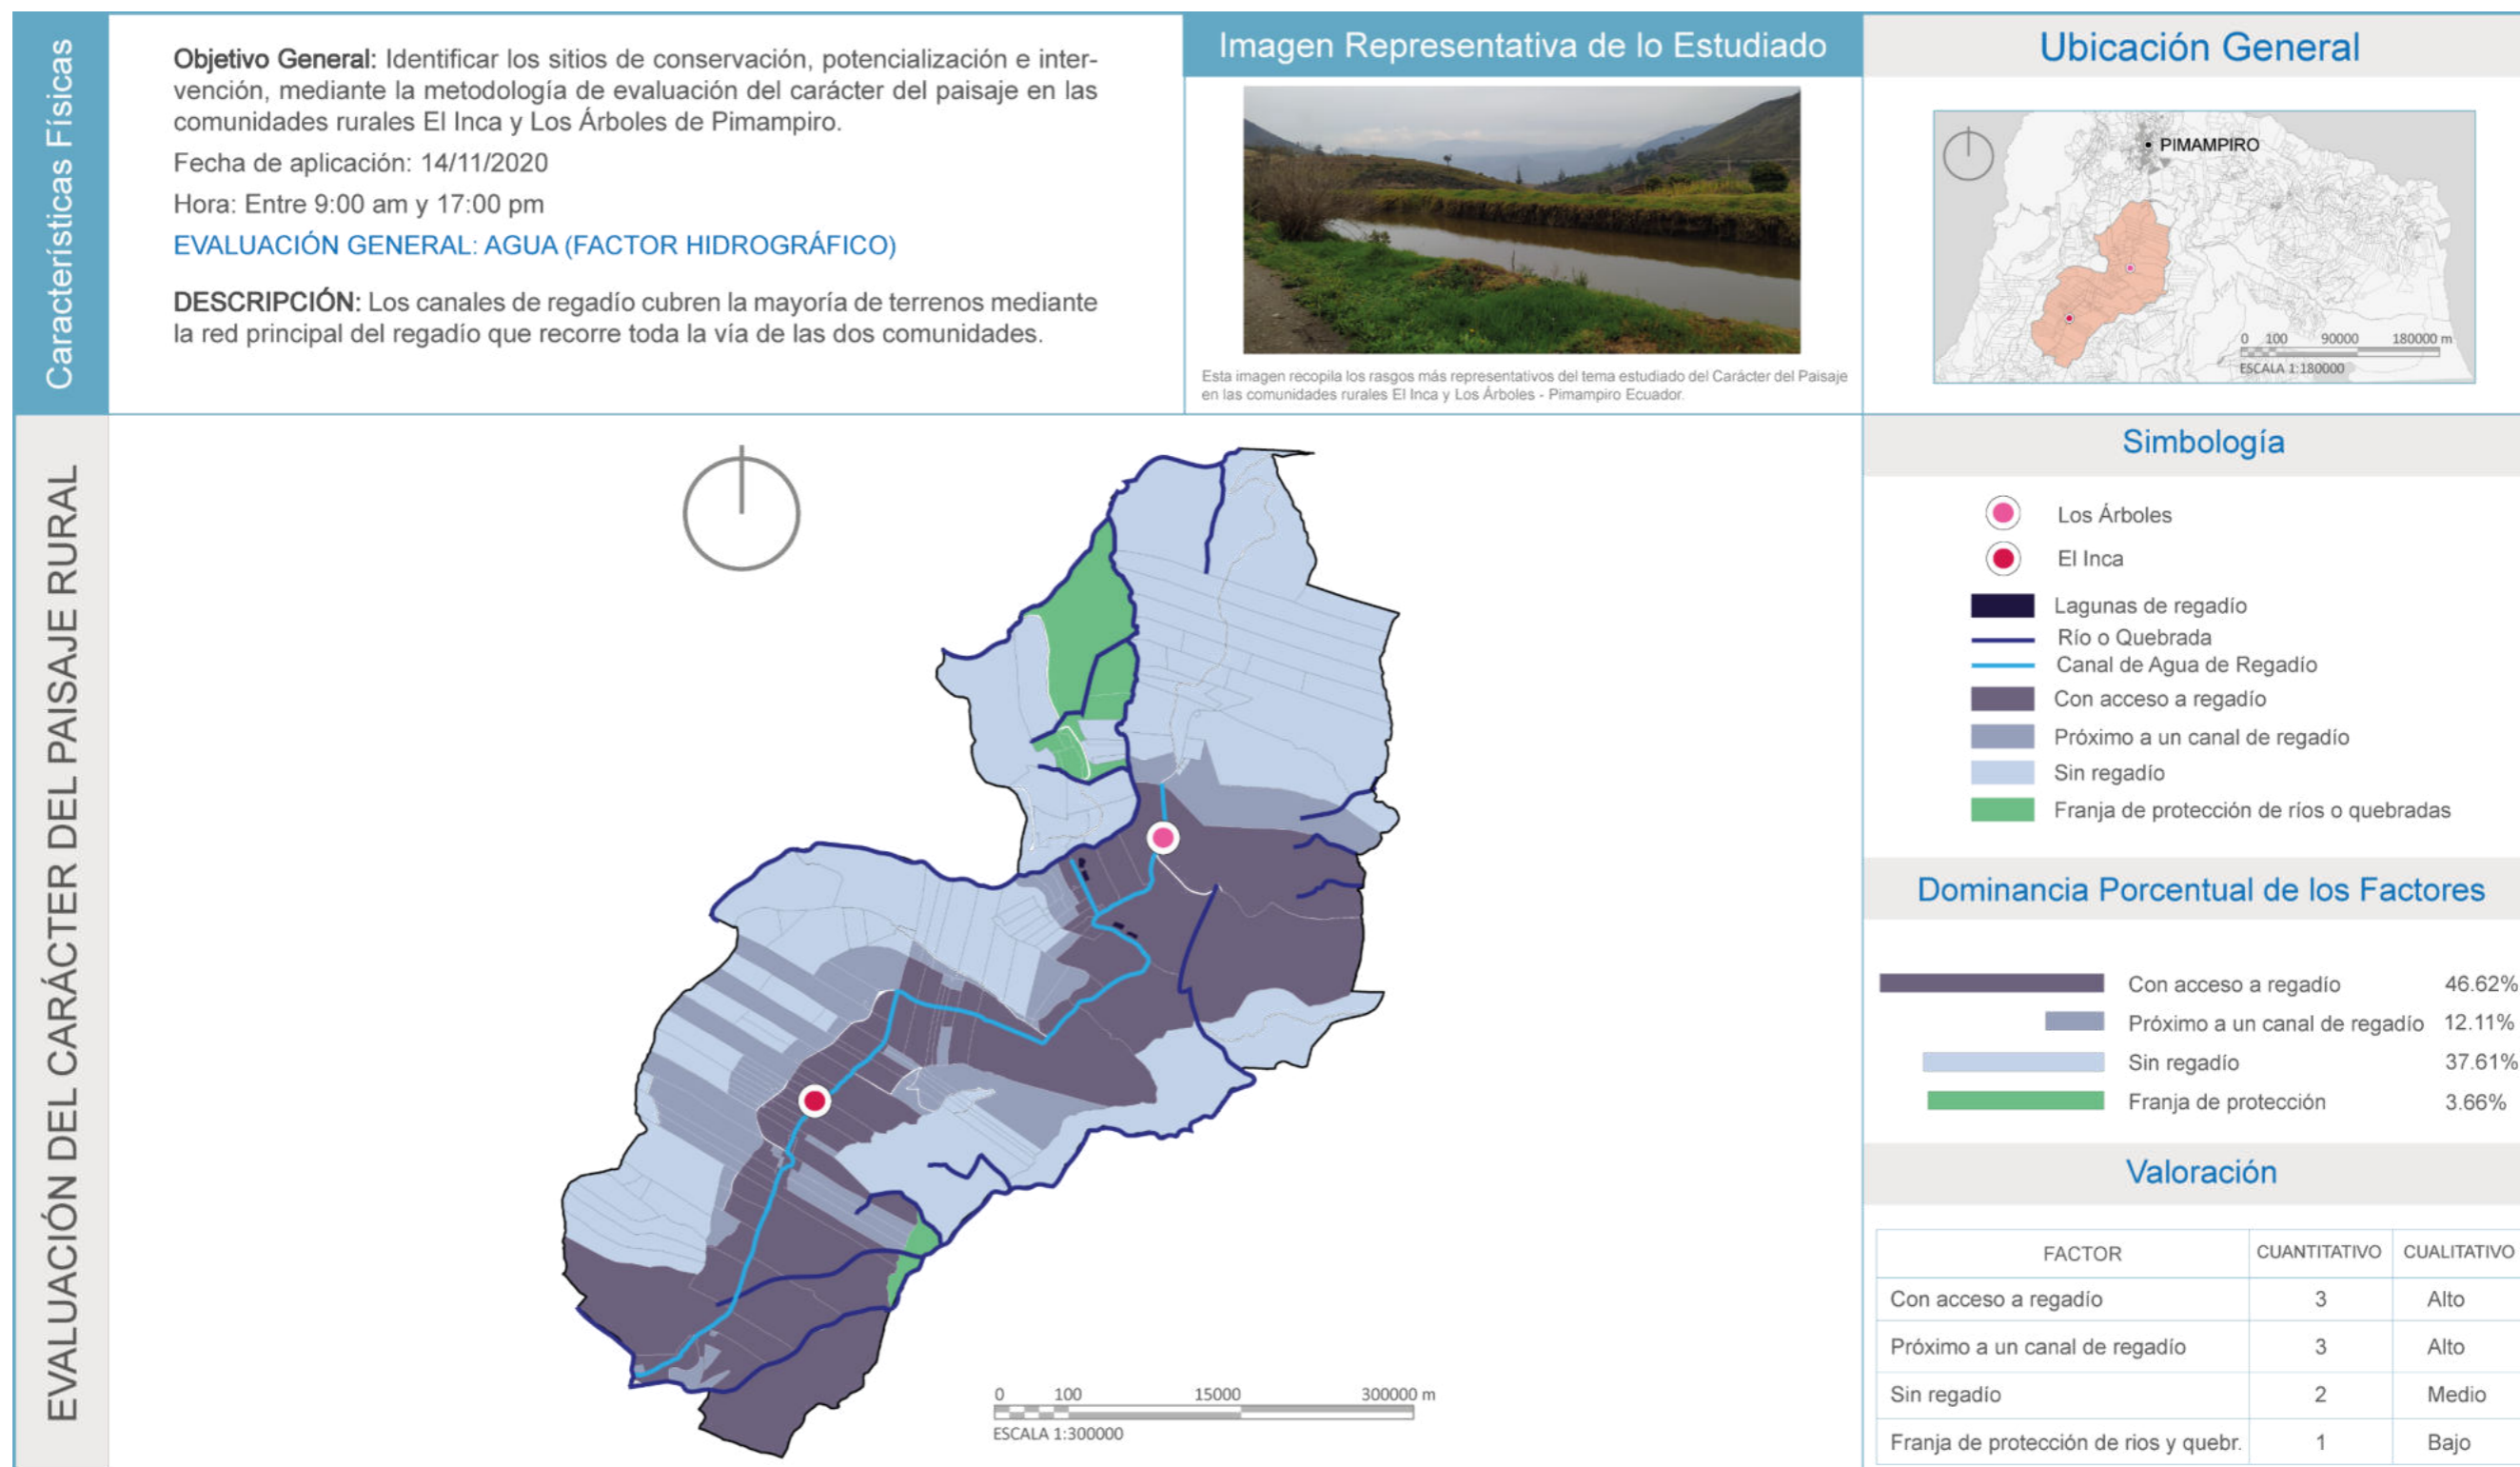 Características Físicas
Objetivo General: Identificar los sitios de conservación, potencialización e inter-
vención, mediante la metodología de evaluación del carácter del paisaje en las
comunidades rurales El Inca y Los Árboles de Pimampiro.
Fecha de aplicación: 14/11/2020
Hora: Entre 9:00 am y 17:00 pm
EVALUACIÓN GENERAL: AGUA (FACTOR HIDROGRÁFICO)
DESCRIPCIÓN: Los canales de regadío cubren la mayoría de terrenos mediante
la red principal del regadío que recorre toda la vía de las dos comunidades.
Imagen Representativa de lo Estudiado
Esta imagen recopila los rasgos más representativos del tema estudiado del Carácter del Paisaje
en las comunidades rurales El Inca y Los Árboles - Pimampiro Ecuador.
Ubicación General
PIMAMPIRO
0 100 90000 180000 m
ESCALA 1:180000
EVALUACIÓN DEL CARÁCTER DEL PAISAJE RURAL
0 100 15000 300000 m
ESCALA 1:300000
Simbología
Los Árboles
El Inca
Lagunas de regadío
Río o Quebrada
Canal de Agua de Regadío
Con acceso a regadío
Próximo a un canal de regadío
Sin regadío
Franja de protección de ríos o quebradas
Dominancia Porcentual de los Factores
Con acceso a regadío 46.62%
Próximo a un canal de regadío 12.11%
Sin regadío 37.61%
Franja de protección 3.66%
Valoración
FACTOR CUANTITATIVO CUALITATIVO
Con acceso a regadío 3 Alto
Próximo a un canal de regadío 3 Alto
Sin regadío 2 Medio
Franja de protección de rios y quebr. 1 Bajo